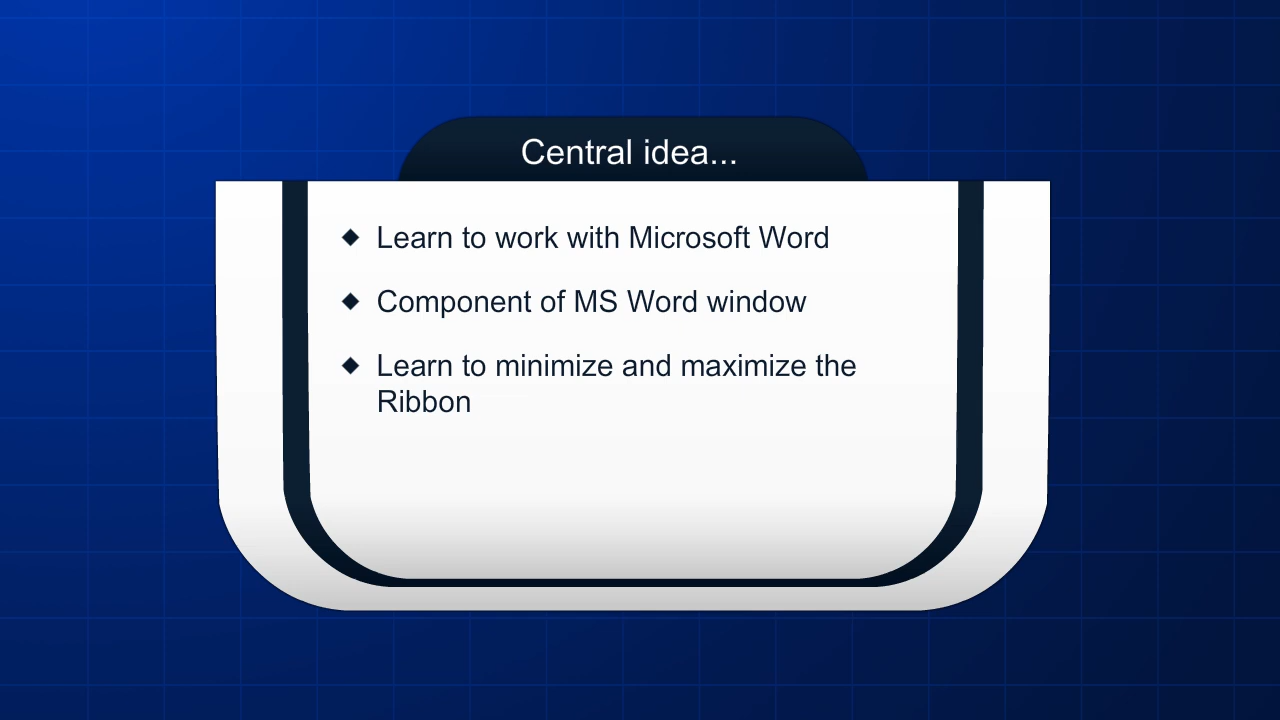 Central idea...
Learn to work with Microsoft Word
Component of MS Word window
Learn to minimize and maximize the
Ribbon